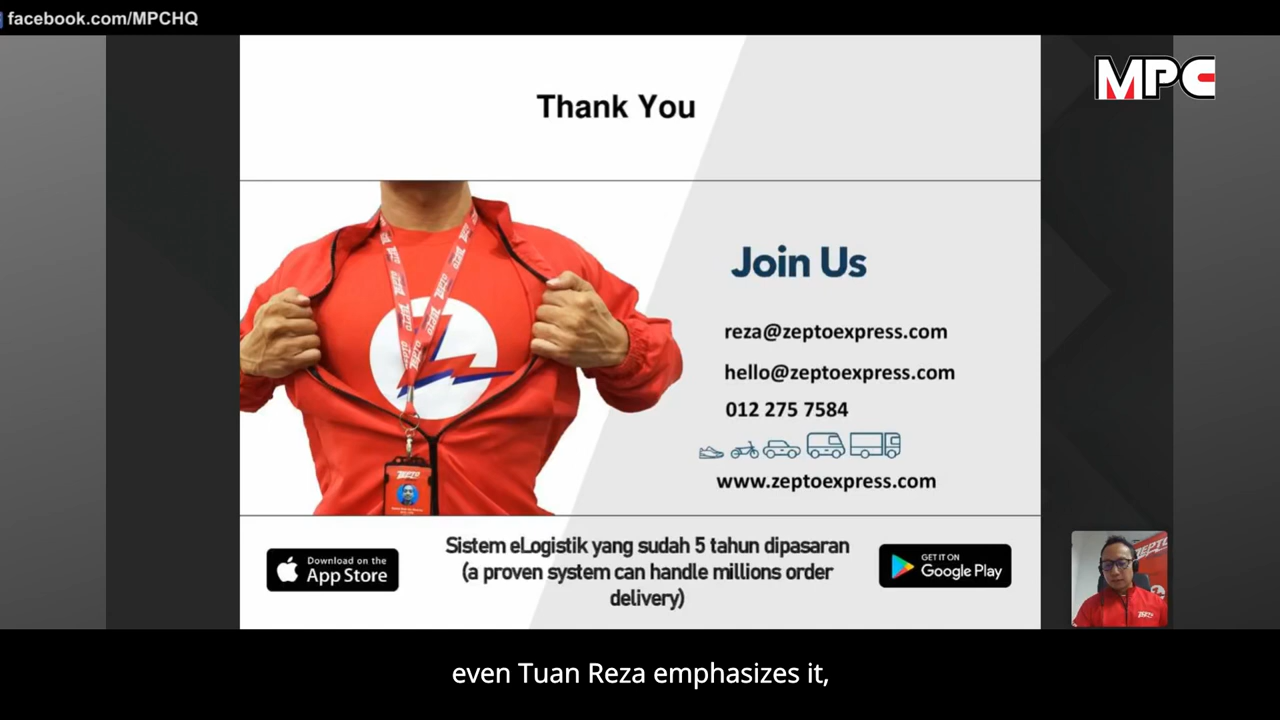 facebook.com/MPCHQ
MPC
Thank You
Join Us
reza@zeptoexpress.com
hello@zeptoexpress.com
012 275 7584
www.zeptoexpress.com
Download on the
App Store
Sistem eLogistik yang sudah 5 tahun dipasaran
(a proven system can handle millions order
delivery)
GET IT ON
Google Play
ZEPTO
even Tuan Reza emphasizes it,